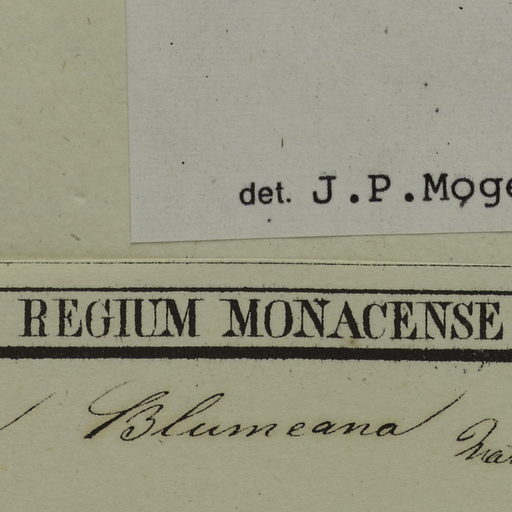 det. J.P.Moge
REGIUM MONACENSE
Blumeana